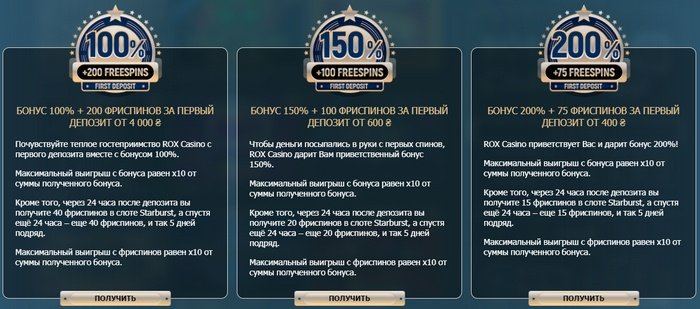 100%
+200 FREESPINS
FIRST DEPOSIT
БОНУС 100% + 200 ФРИСПИНОВ ЗА ПЕРВЫЙ
ДЕПОЗИТ ОТ 4 000 ₴
Почувствуйте теплое гостеприимство ROX Casino с
первого депозита вместе с бонусом 100%.
Максимальный выигрыш с бонуса равен х10 от
суммы полученного бонуса.
Кроме того, через 24 часа после депозита вы
получите 40 фриспинов в слоте Starburst, а спустя
ещё 24 часа – еще 40 фриспинов, и так 5 дней
подряд.
Максимальный выигрыш с фриспинов равен х10 от
суммы полученного бонуса.
ПОЛУЧИТЬ
150%
+100 FREESPINS
FIRST DEPOSIT
БОНУС 150% + 100 ФРИСПИНОВ ЗА ПЕРВЫЙ
ДЕПОЗИТ ОТ 600 ₴
Чтобы деньги посыпались в руки с первых спинов,
ROX Casino дарит Вам приветственный бонус
150%.
Максимальный выигрыш с бонуса равен х10 от
суммы полученного бонуса.
Кроме того, через 24 часа после депозита вы
получите 20 фриспинов в слоте Starburst, а спустя
ещё 24 часа – еще 20 фриспинов, и так 5 дней
подряд.
Максимальный выигрыш с фриспинов равен х10 от
суммы полученного бонуса.
ПОЛУЧИТЬ
200%
+75 FREESPINS
FIRST DEPOSIT
БОНУС 200% + 75 ФРИСПИНОВ ЗА ПЕРВЫЙ
ДЕПОЗИТ ОТ 400 ₴
ROX Casino приветствует Вас и дарит бонус 200%!
Максимальный выигрыш с бонуса равен х10 от
суммы полученного бонуса.
Кроме того, через 24 часа после депозита вы
получите 15 фриспинов в слоте Starburst, а спустя
ещё 24 часа – еще 15 фриспинов, и так 5 дней
подряд.
Максимальный выигрыш с фриспинов равен х10 от
суммы полученного бонуса.
ПОЛУЧИТЬ